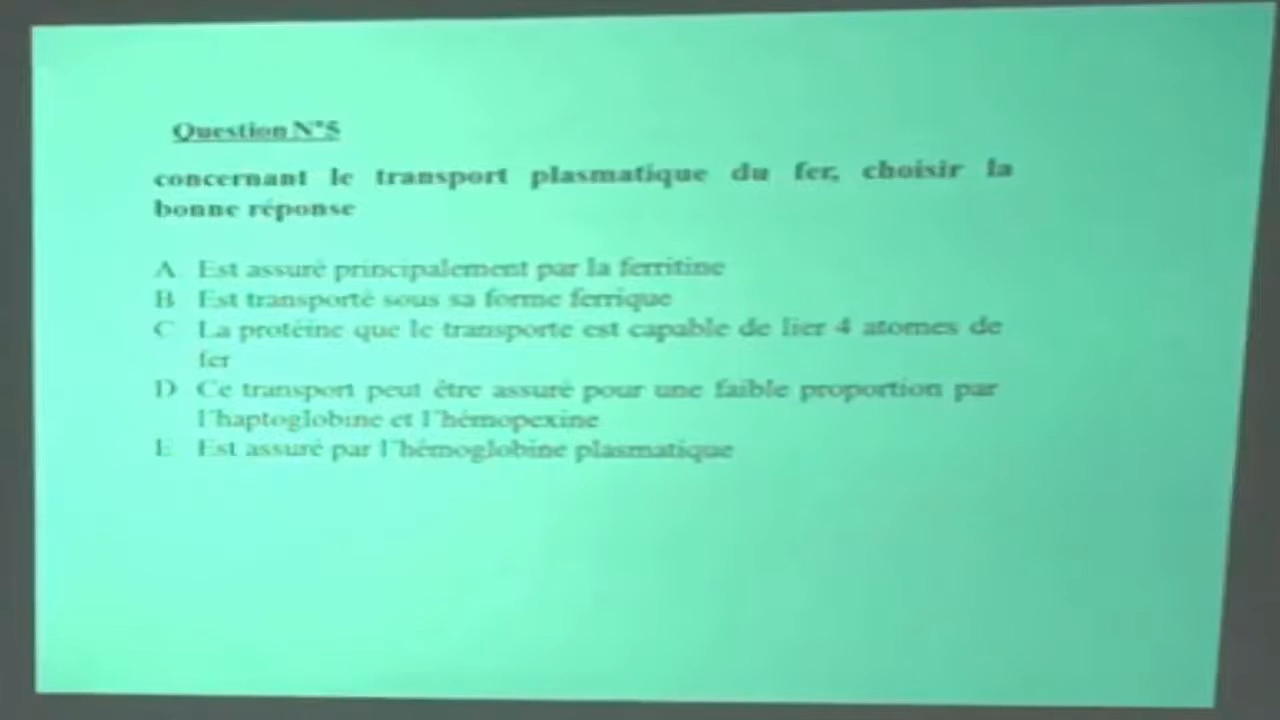 Question N°5
concernant le transport plasmatique du fer, choisir la
bonne réponse
A Est assuré principalement par la ferritine
B Est transporté sous sa forme ferrique
C La protéine que le transporte est capable de lier 4 atomes de
fer
D Ce transport peut être assuré pour une faible proportion par
l'haptoglobine et l'hémopexine
E Est assuré par l'hémoglobine plasmatique